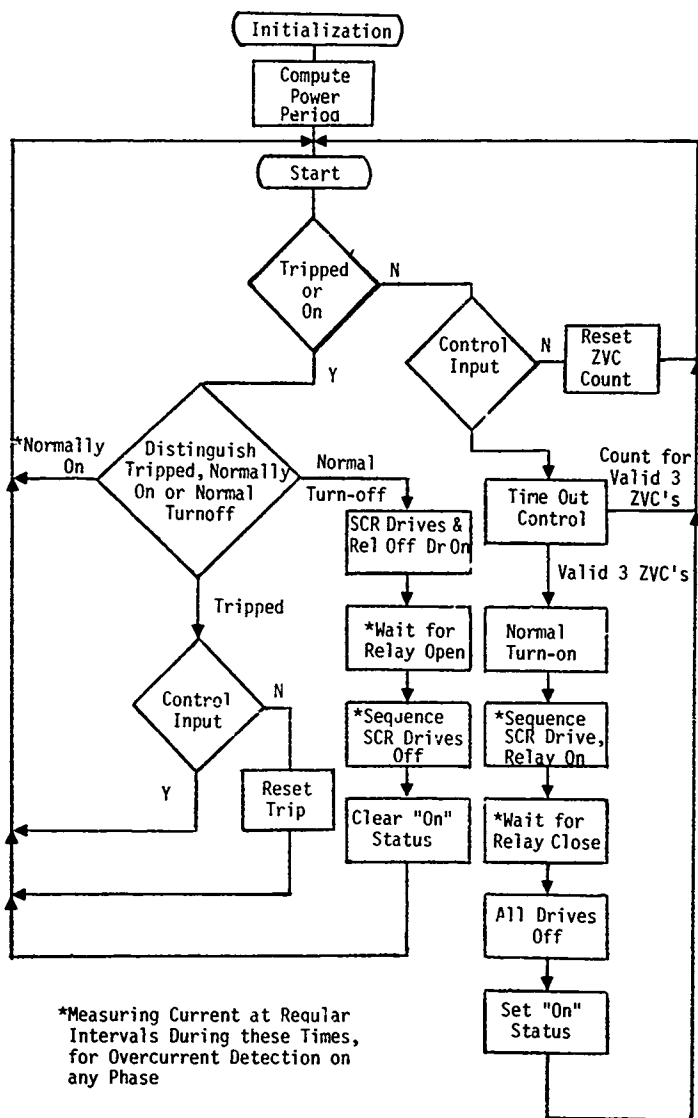 Initialization
Compute
Power
Period
Start
Tripped
or
On
N
Y
Control
Input
N
Reset
ZVC
Count
*Normally
On
Distinguish
Tripped, Normally
On or Normal
Turnoff
Normal
Turn-off
Count for
Valid 3
ZVC's
Time Out
Control
SCR Drives &
Rel Off Dr On
Valid 3 ZVC's
Tripped
*Wait for
Relay Open
Normal
Turn-on
Control
Input
N
Y
*Sequence
SCR Drives
Off
*Sequence
SCR Drive,
Relay On
Reset
Trip
Clear "On"
Status
*Wait for
Relay Close
All Drives
Off
Set "On"
Status
*Measuring Current at Regular
Intervals During these Times,
for Overcurrent Detection on
any Phase